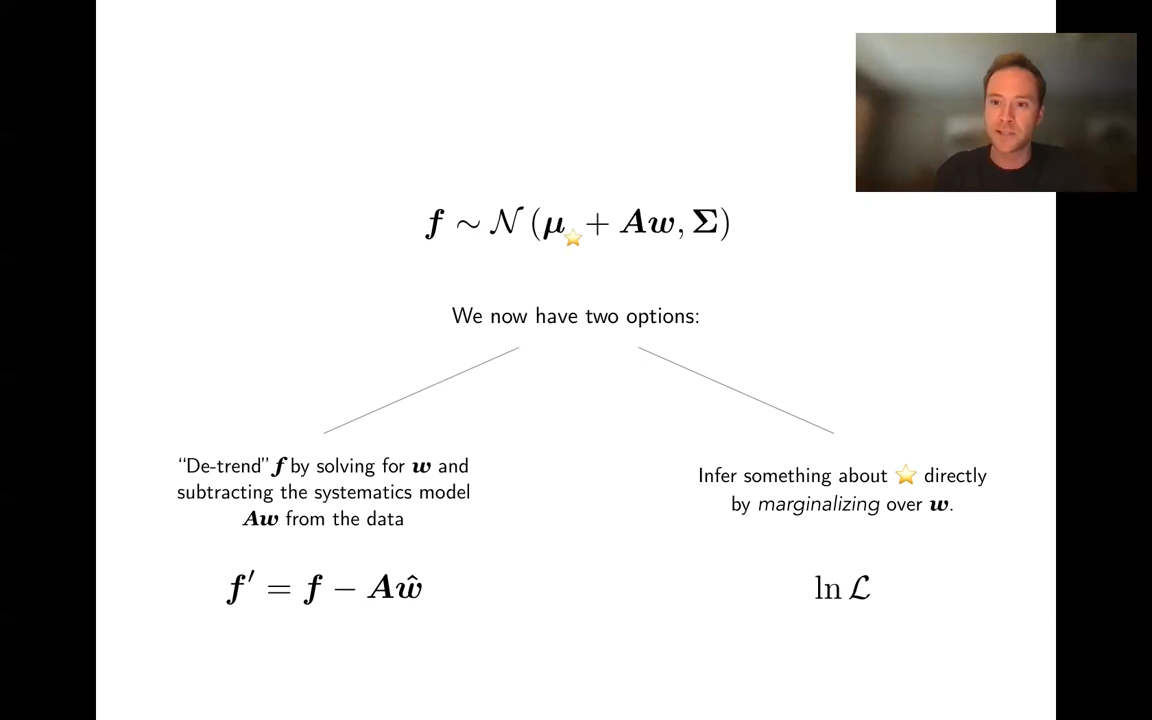 f ~ N (μ⭐ + Aw, Σ)
We now have two options:
“De-trend” f by solving for w and
subtracting the systematics model
Aw from the data
f′ = f − Aŵ
Infer something about ⭐ directly
by marginalizing over w.
ln L